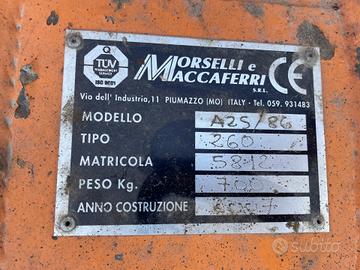 Q
TÜV
ISO 9001
MORSELLI e
MACCAFERRI
S.R.L.
CE
Via dell' Industria,11 PIUMAZZO (MO) ITALY - Tel. 059. 931483
MODELLO A2S/86
TIPO 260
MATRICOLA 5812
PESO Kg. 700
ANNO COSTRUZIONE
subito